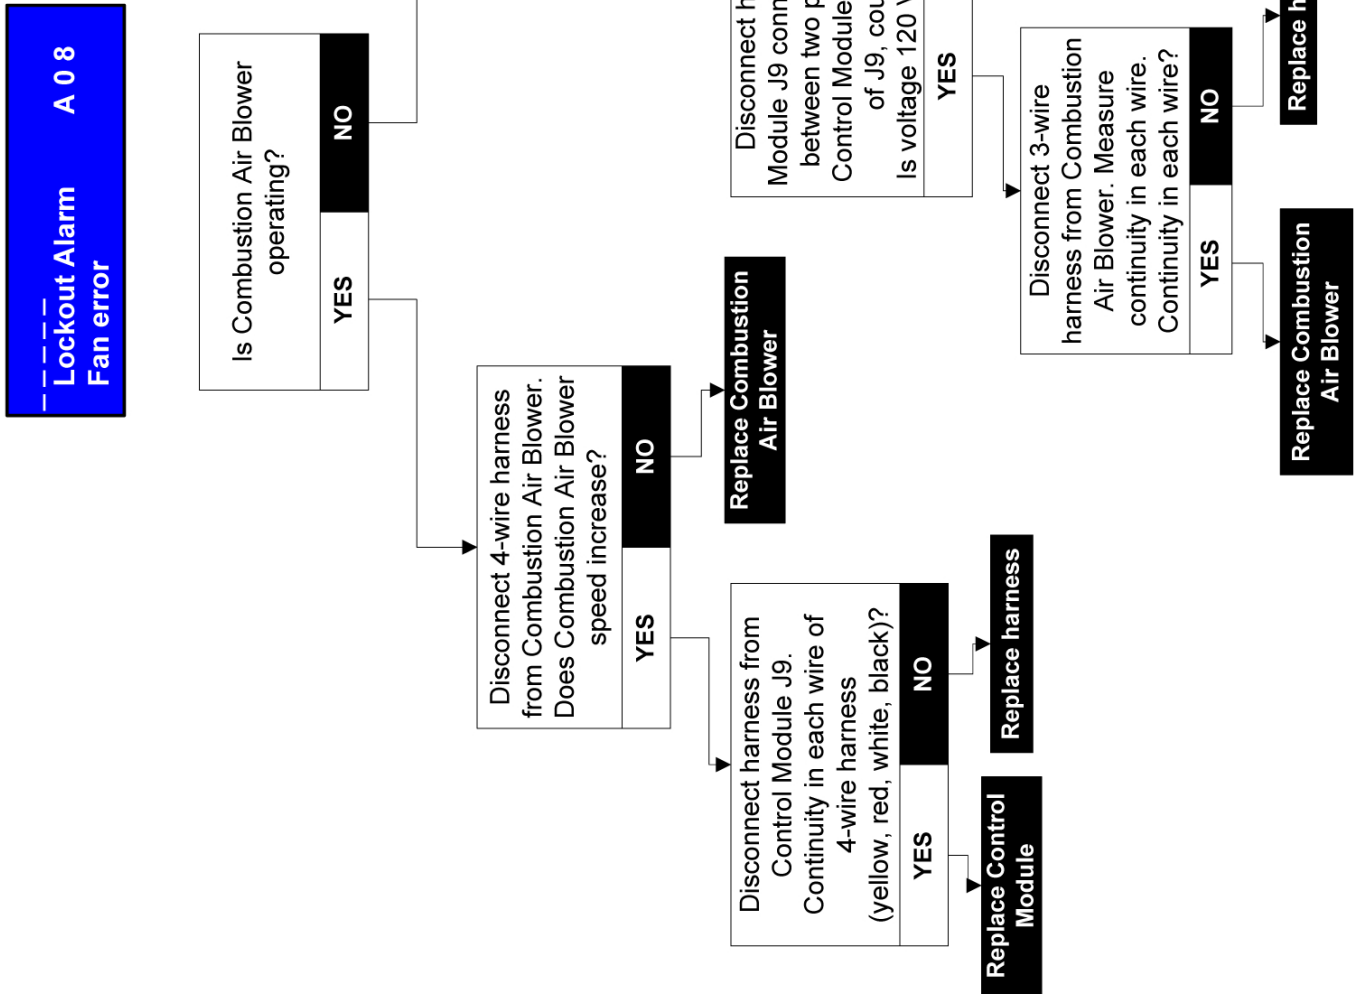 _ _ _ _ _
Lockout Alarm A 0 8
Fan error
Is Combustion Air Blower
operating?
YES
NO
Disconnect 4-wire harness
from Combustion Air Blower.
Does Combustion Air Blower
speed increase?
YES
NO
Replace Combustion
Air Blower
Disconnect harness from
Control Module J9.
Continuity in each wire of
4-wire harness
(yellow, red, white, black)?
YES
NO
Replace Control
Module
Replace harness
Disconnect
Module J9
between two
Control Module
of J9,
Is voltage 120
YES
Disconnect 3-wire
harness from Combustion
Air Blower. Measure
continuity in each wire.
Continuity in each wire?
YES
NO
Replace Combustion
Air Blower
Replace